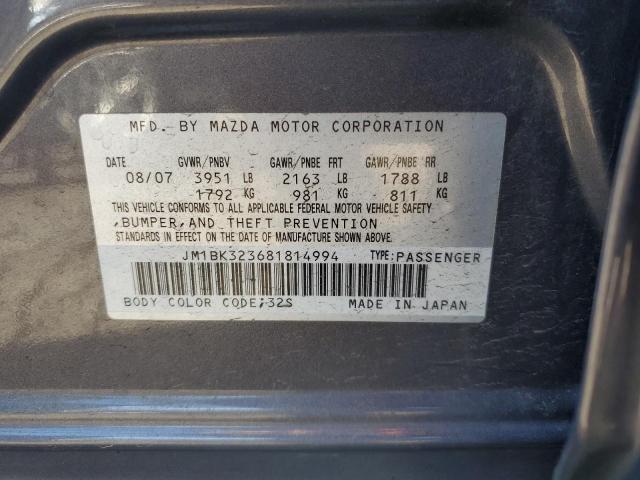 MFD. BY MAZDA MOTOR CORPORATION
DATE GVWR/PNBV GAWR/PNBE FRT GAWR/PNBE RR
08/07 3951 LB 2163 LB 1788 LB
1792 KG 981 KG 811 KG
THIS VEHICLE CONFORMS TO ALL APPLICABLE FEDERAL MOTOR VEHICLE SAFETY
,BUMPER,AND THEFT PREVENTION
STANDARDS IN EFFECT ON THE DATE OF MANUFACTURE SHOWN ABOVE.
JM1BK323681814994 TYPE:PASSENGER
BODY COLOR CODE:32S MADE IN JAPAN